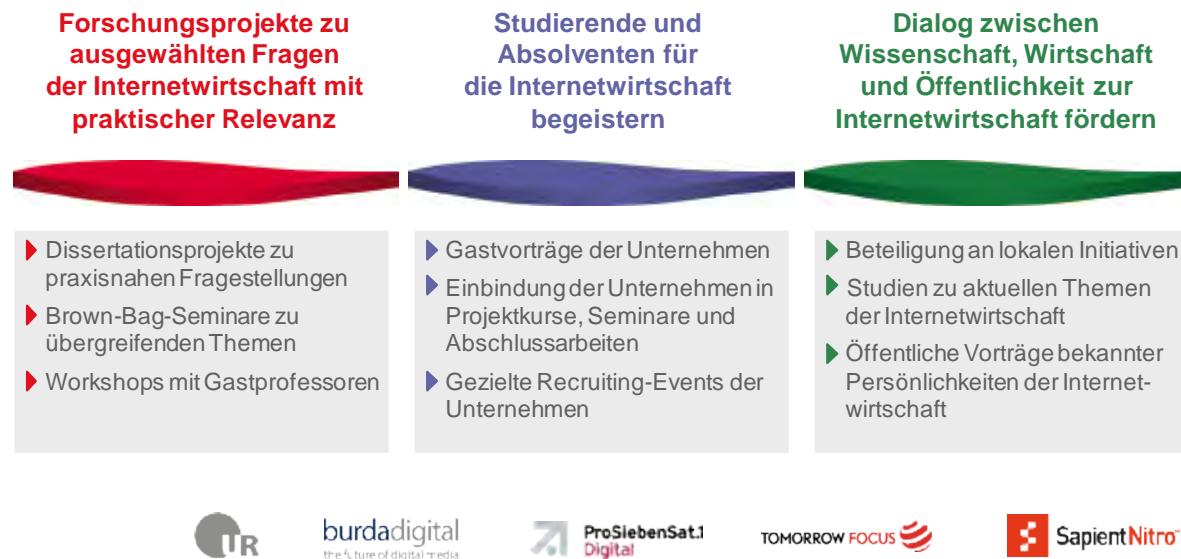 Forschungsprojekte zu
ausgewählten Fragen
der Internetwirtschaft mit
praktischer Relevanz
Studierende und
Absolventen für
die Internetwirtschaft
begeistern
Dialog zwischen
Wissenschaft, Wirtschaft
und Öffentlichkeit zur
Internetwirtschaft fördern
Dissertationsprojekte zu
praxisnahen Fragestellungen
Brown-Bag-Seminare zu
übergreifenden Themen
Workshops mit Gastprofessoren
Gastvorträge der Unternehmen
Einbindung der Unternehmen in
Projektkurse, Seminare und
Abschlussarbeiten
Gezielte Recruiting-Events der
Unternehmen
Beteiligung an lokalen Initiativen
Studien zu aktuellen Themen
der Internetwirtschaft
Öffentliche Vorträge bekannter
Persönlichkeiten der Internet-
wirtschaft
UR
burdadigital
the future of digital media
ProSiebenSat.1
Digital
TOMORROW FOCUS
SapientNitro